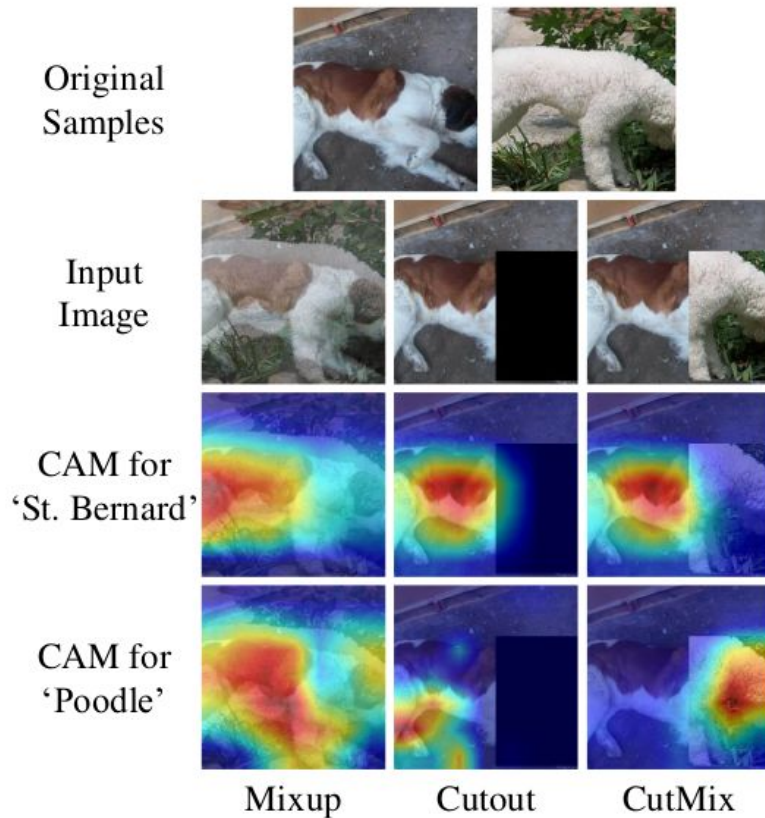 Original
Samples
Input
Image
CAM for
‘St. Bernard’
CAM for
‘Poodle’
Mixup Cutout CutMix